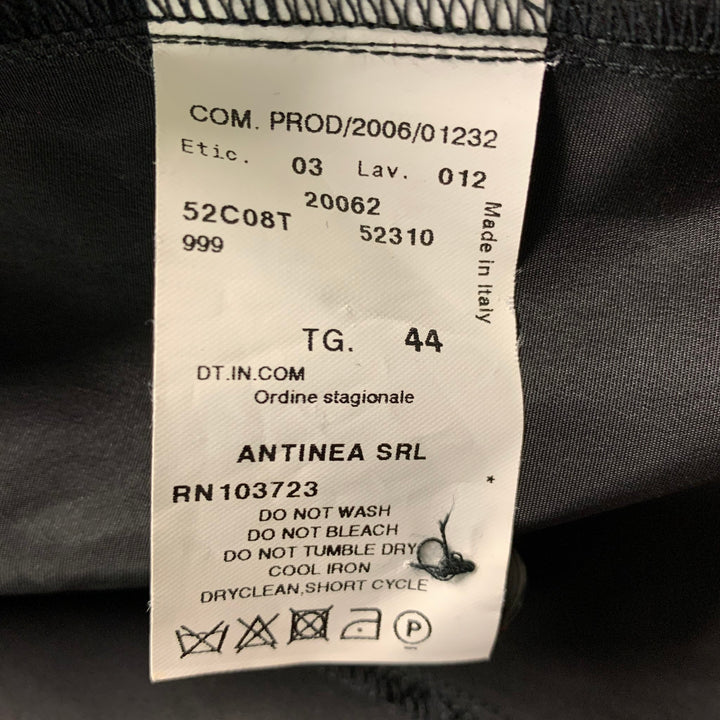 COM. PROD/2006/01232
Etic. 03 Lav. 012
20062
52C08T 52310
999
Made in Italy
TG. 44
DT.IN.COM
Ordine stagionale
ANTINEA SRL
*
RN103723
DO NOT WASH
DO NOT BLEACH
DO NOT TUMBLE DRY
COOL IRON
DRYCLEAN,SHORT CYCLE
P